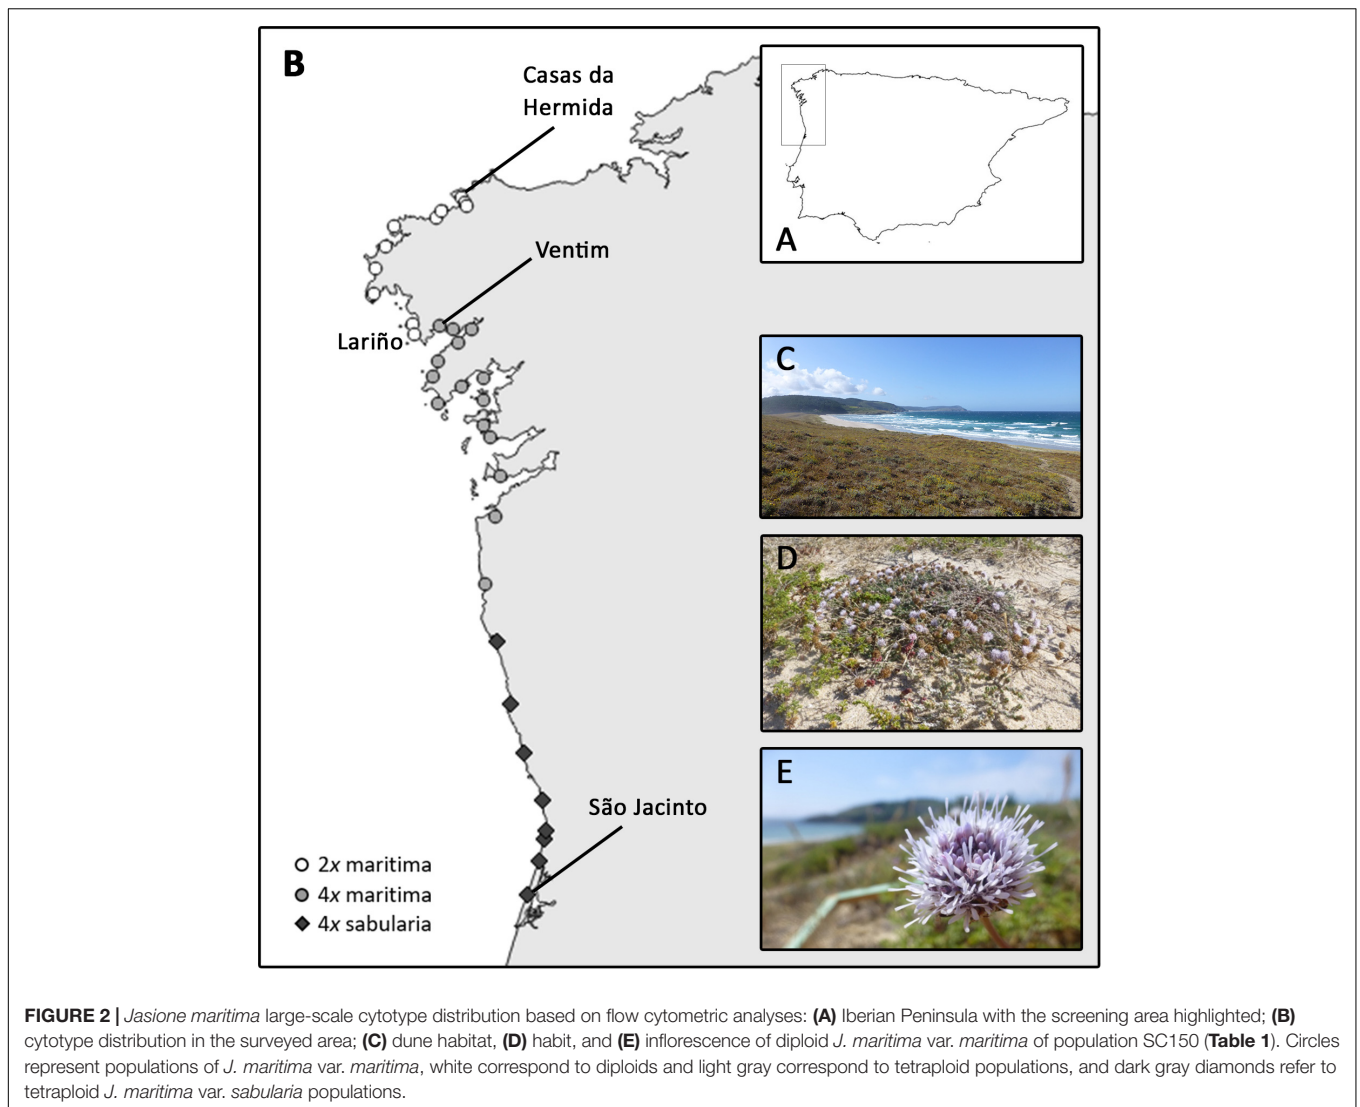 B
Casas da
Hermida
A
Ventim
Lariño
C
D
E
São Jacinto
2x maritima
4x maritima
4x sabularia
FIGURE 2 | Jasione maritima large-scale cytotype distribution based on flow cytometric analyses: (A) Iberian Peninsula with the screening area highlighted; (B)
cytotype distribution in the surveyed area; (C) dune habitat, (D) habit, and (E) inflorescence of diploid J. maritima var. maritima of population SC150 (Table 1). Circles
represent populations of J. maritima var. maritima, white correspond to diploids and light gray correspond to tetraploid populations, and dark gray diamonds refer to
tetraploid J. maritima var. sabularia populations.